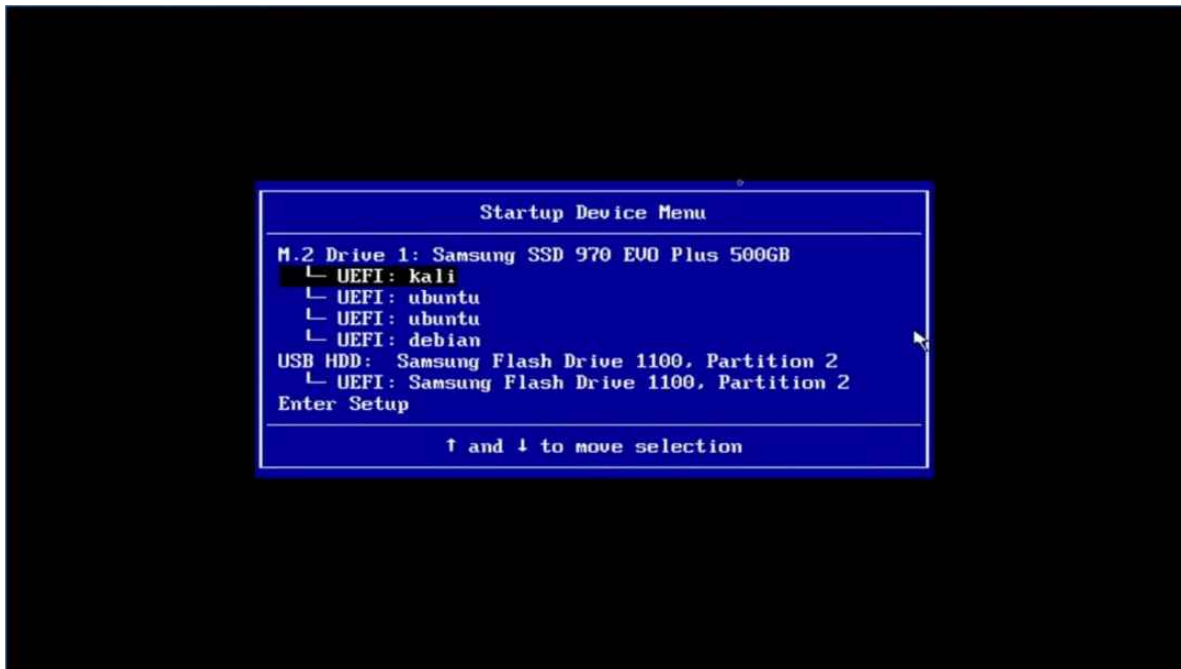 Startup Device Menu
M.2 Drive 1: Samsung SSD 970 EVO Plus 500GB
└─ UEFI: kali
└─ UEFI: ubuntu
└─ UEFI: ubuntu
└─ UEFI: debian
USB HDD: Samsung Flash Drive 1100, Partition 2
└─ UEFI: Samsung Flash Drive 1100, Partition 2
Enter Setup
↑ and ↓ to move selection